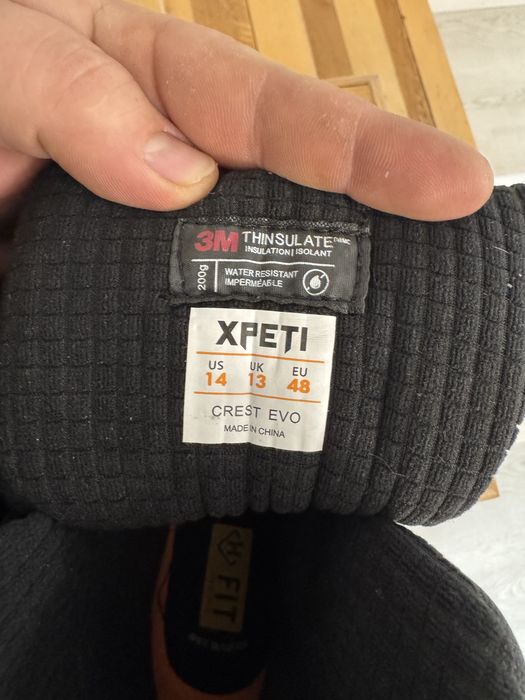 3M THINSULATE
INSULATION | ISOLANT
200g
WATER RESISTANT
IMPERMÉABLE
XPETI
US UK EU
14 13 48
CREST EVO
MADE IN CHINA
H
FIT